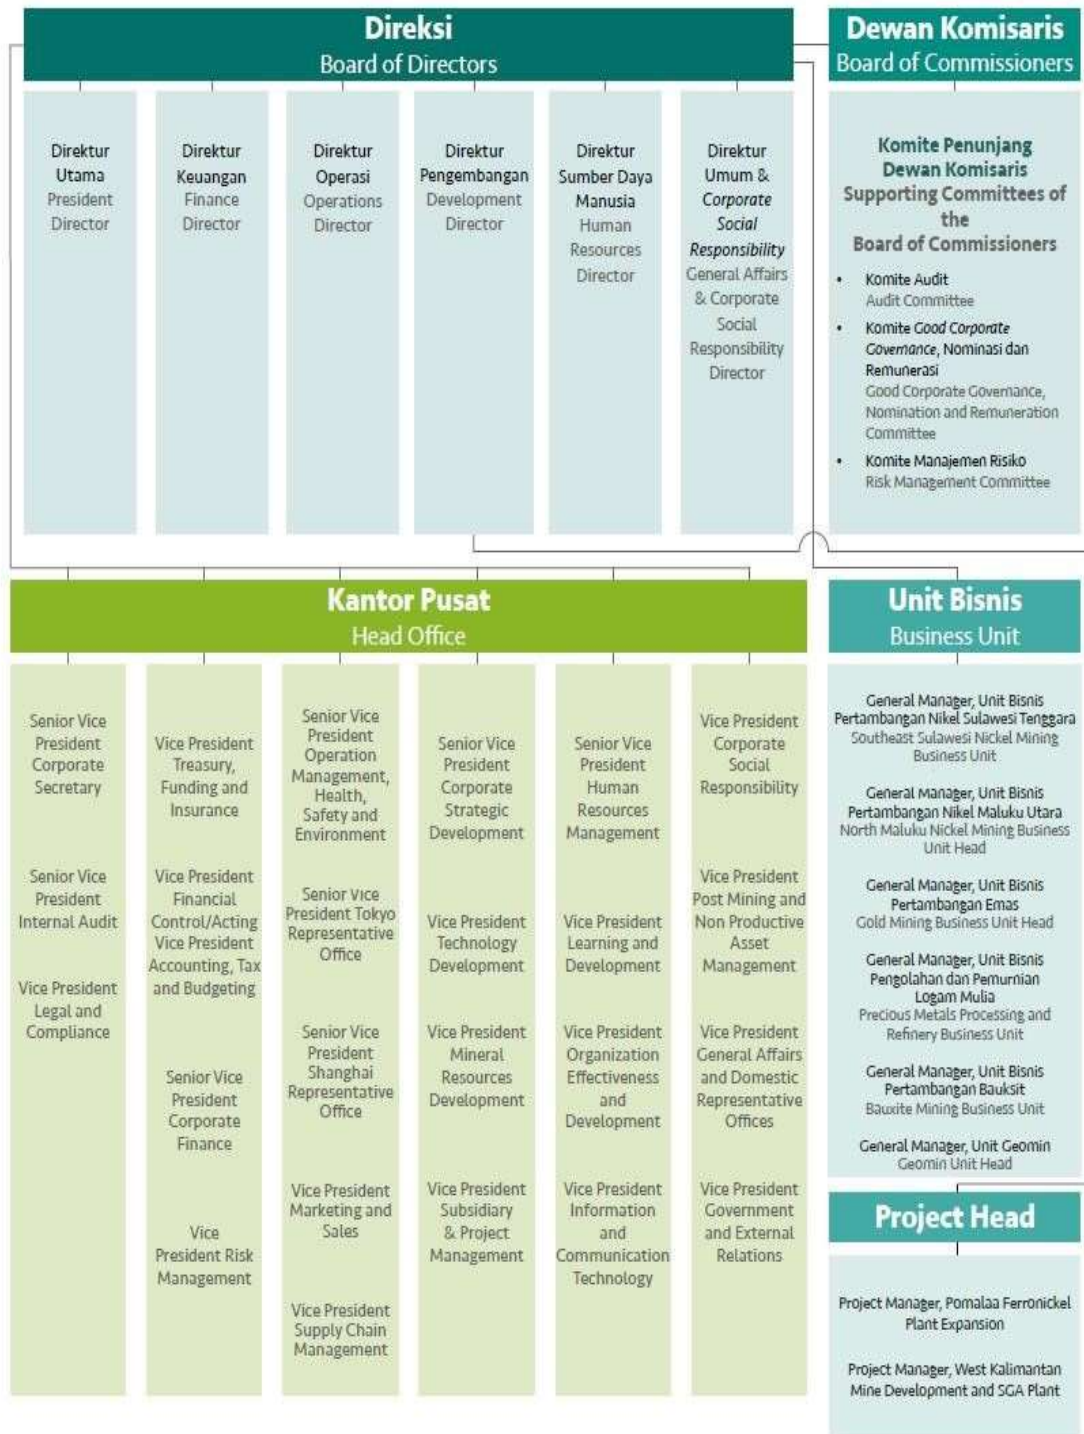 Direksi
Board of Directors
Direktur
Utama
President
Director
Direktur
Keuangan
Finance
Director
Direktur
Operasi
Operations
Director
Direktur
Pengembangan
Development
Director
Direktur
Sumber Daya
Manusia
Human
Resources
Director
Direktur
Umum &
Corporate
Social
Responsibility
General Affairs
& Corporate
Social
Responsibility
Director
Dewan Komisaris
Board of Commissioners
Komite Penunjang
Dewan Komisaris
Supporting Committees of
the
Board of Commissioners
• Komite Audit
Audit Committee
• Komite Good Corporate
Governance, Nominasi dan
Remunerasi
Good Corporate Governance,
Nomination and Remuneration
Committee
• Komite Manajemen Risiko
Risk Management Committee
Kantor Pusat
Head Office
Senior Vice
President
Corporate
Secretary
Senior Vice
President
Internal Audit
Vice President
Legal and
Compliance
Vice President
Treasury,
Funding and
Insurance
Vice President
Financial
Control/Acting
Vice President
Accounting, Tax
and Budgeting
Senior Vice
President
Corporate
Finance
Vice
President Risk
Management
Senior Vice
President
Operation
Management,
Health,
Safety and
Environment
Senior Vice
President Tokyo
Representative
Office
Senior Vice
President
Shanghai
Representative
Office
Vice President
Marketing and
Sales
Vice President
Supply Chain
Management
Senior Vice
President
Corporate
Strategic
Development
Vice President
Technology
Development
Vice President
Mineral
Resources
Development
Vice President
Subsidiary
& Project
Management
Senior Vice
President
Human
Resources
Management
Vice President
Learning and
Development
Vice President
Organization
Effectiveness
and
Development
Vice President
Information
and
Communication
Technology
Vice President
Corporate
Social
Responsibility
Vice President
Post Mining and
Non Productive
Asset
Management
Vice President
General Affairs
and Domestic
Representative
Offices
Vice President
Government
and External
Relations
Unit Bisnis
Business Unit
General Manager, Unit Bisnis
Pertambangan Nikel Sulawesi Tenggara
Southeast Sulawesi Nickel Mining
Business Unit
General Manager, Unit Bisnis
Pertambangan Nikel Maluku Utara
North Maluku Nickel Mining Business
Unit Head
General Manager, Unit Bisnis
Pertambangan Emas
Gold Mining Business Unit Head
General Manager, Unit Bisnis
Pengolahan dan Pemurnian
Logam Mulia
Precious Metals Processing and
Refinery Business Unit
General Manager, Unit Bisnis
Pertambangan Bauksit
Bauxite Mining Business Unit
General Manager, Unit Geomin
Geomin Unit Head
Project Head
Project Manager, Pomalaa Ferronickel
Plant Expansion
Project Manager, West Kalimantan
Mine Development and SGA Plant